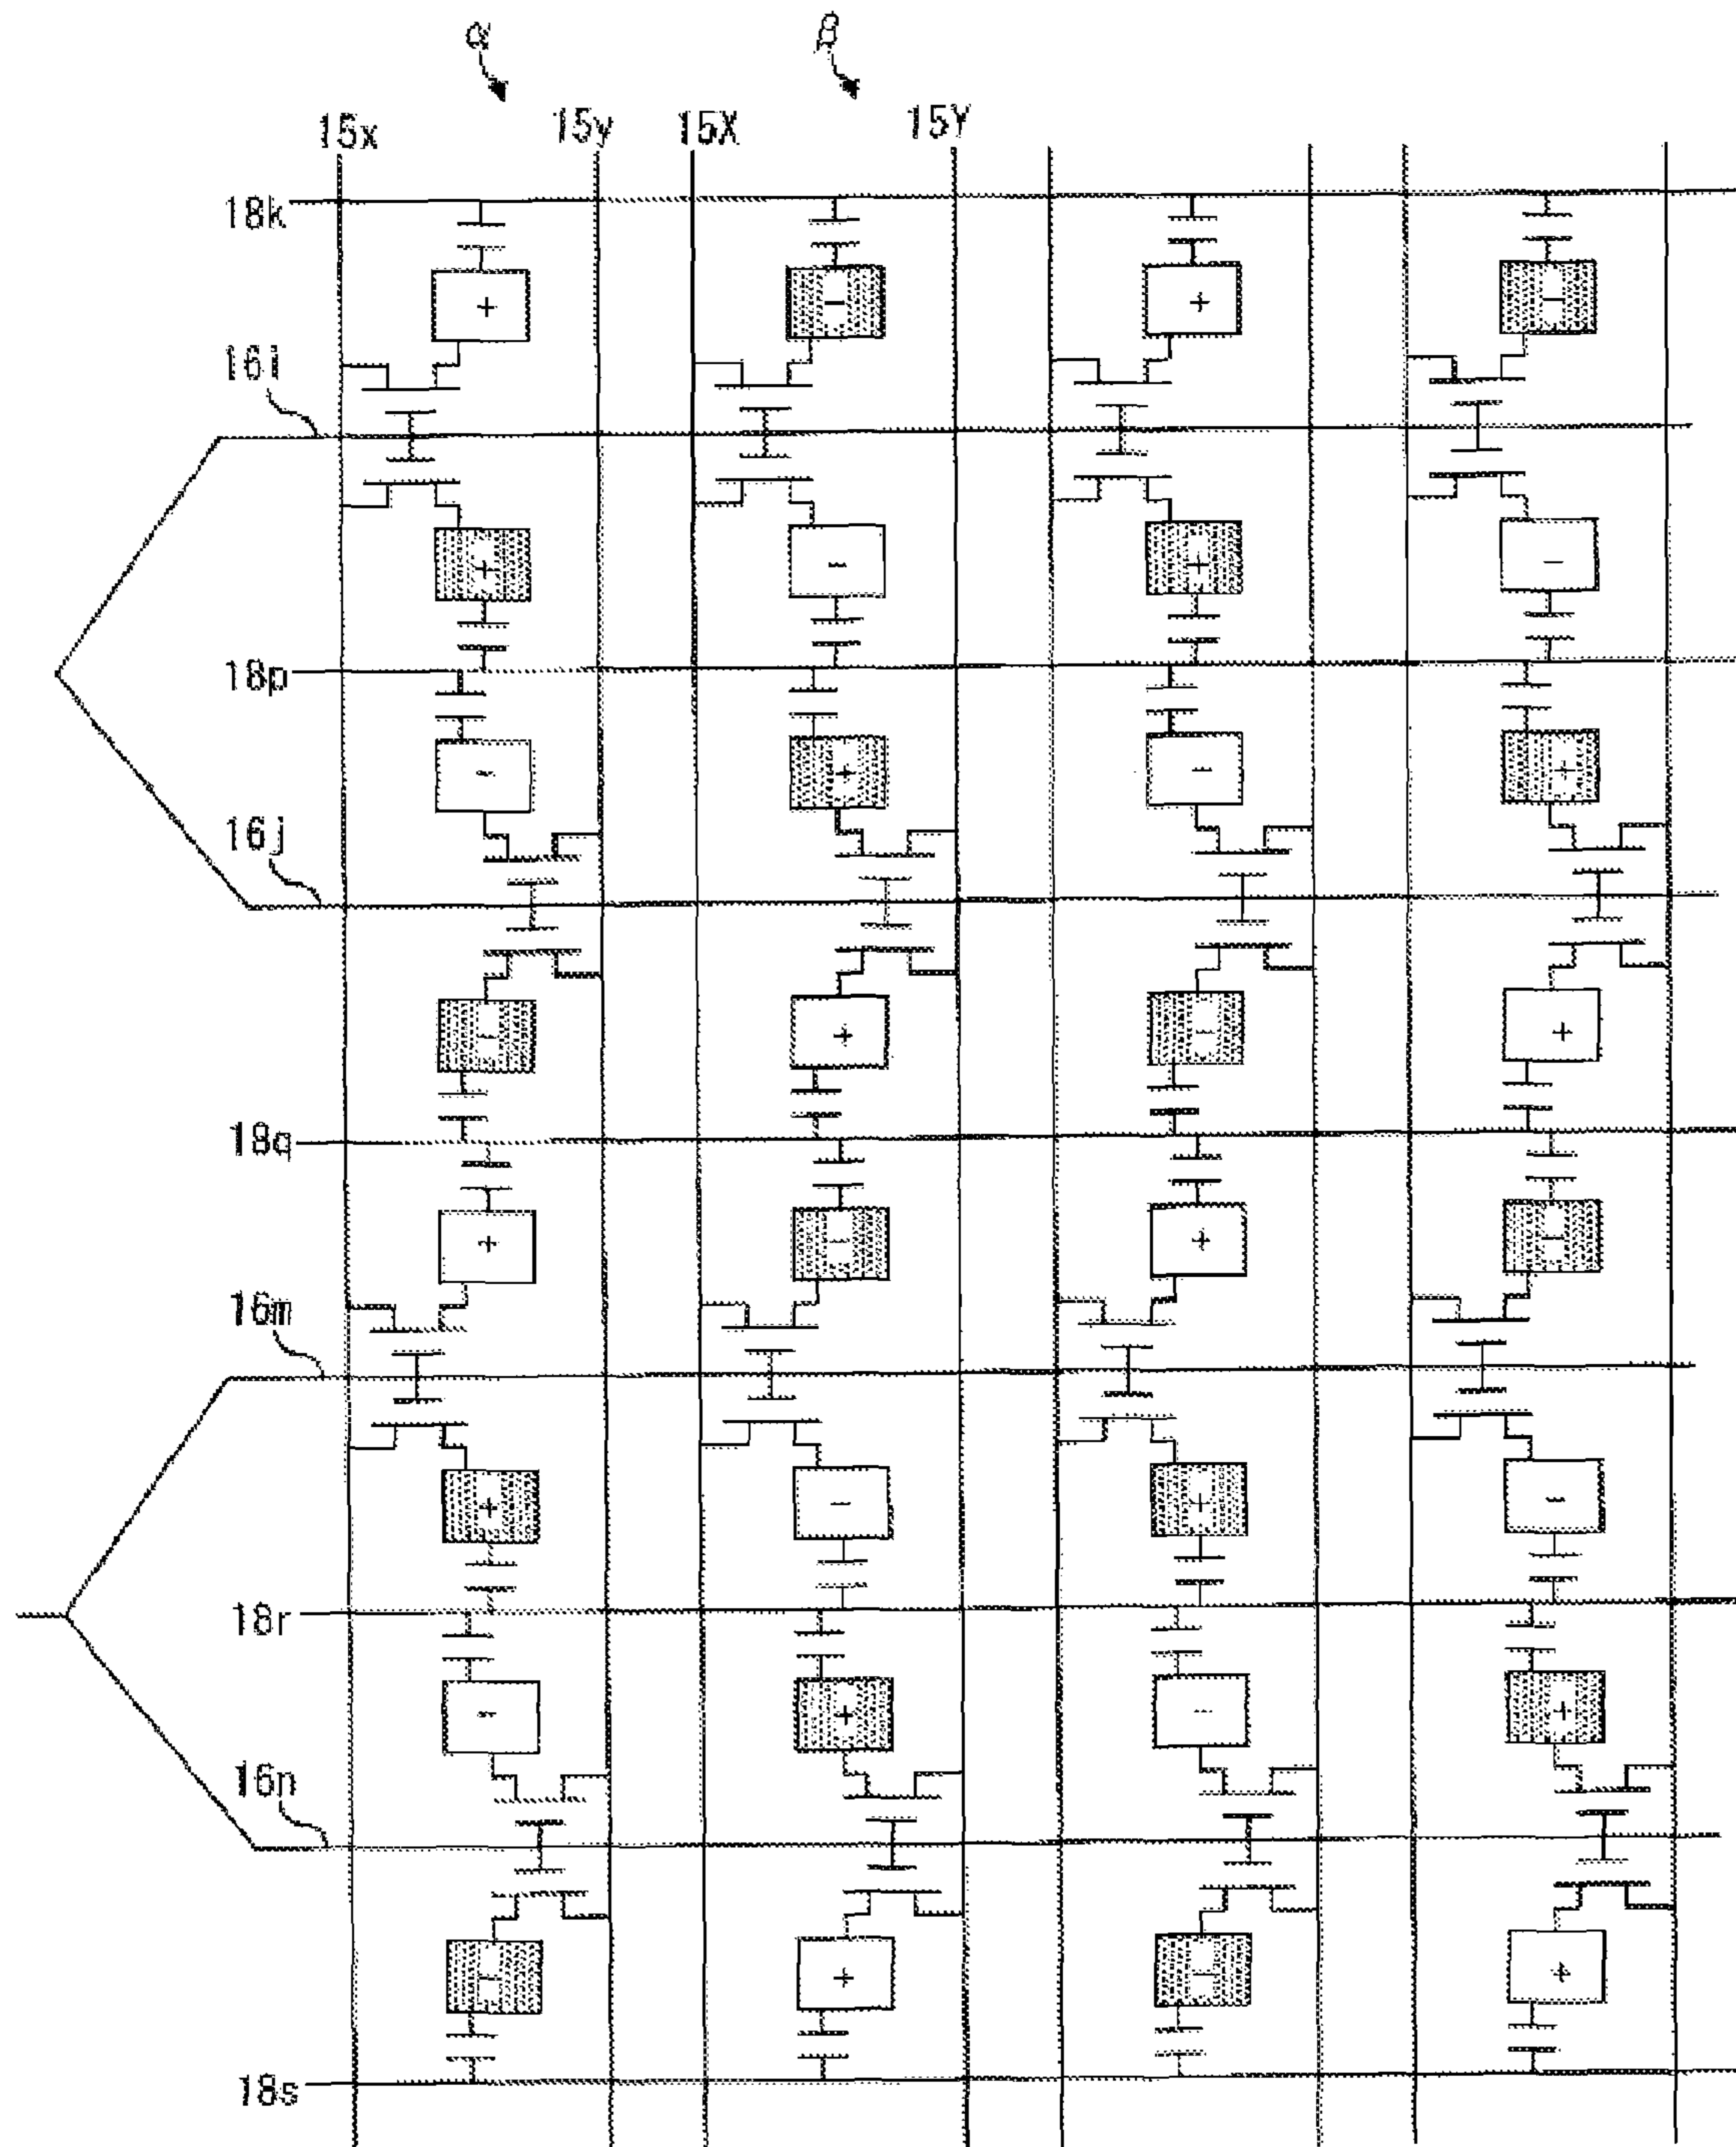 α β
15x 15y 15X 15Y
18k
+ − + −
16i
+ − + −
18p
− + − +
16j
− + − +
18q
+ − + −
16m
+ − + −
18r
− + − +
16n
− + − +
18s